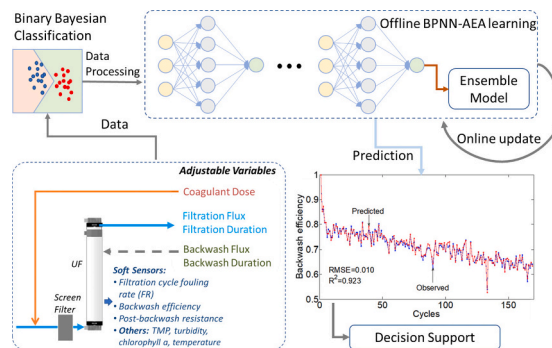 Binary Bayesian
Classification
Data
Processing
Offline BPNN-AEA learning
Ensemble
Model
Online update
Data
Prediction
Adjustable Variables
Coagulant Dose
Filtration Flux
Filtration Duration
Backwash Flux
Backwash Duration
UF
Screen
Filter
Soft Sensors:
• Filtration cycle fouling
rate (FR)
• Backwash efficiency
• Post-backwash resistance
• Others: TMP, turbidity,
chlorophyll a, temperature
Backwash efficiency
1
0.9
0.8
0.7
0.6
0.5
Predicted
Observed
RMSE=0.010
R²=0.923
0
50
100
150
Cycles
Decision Support